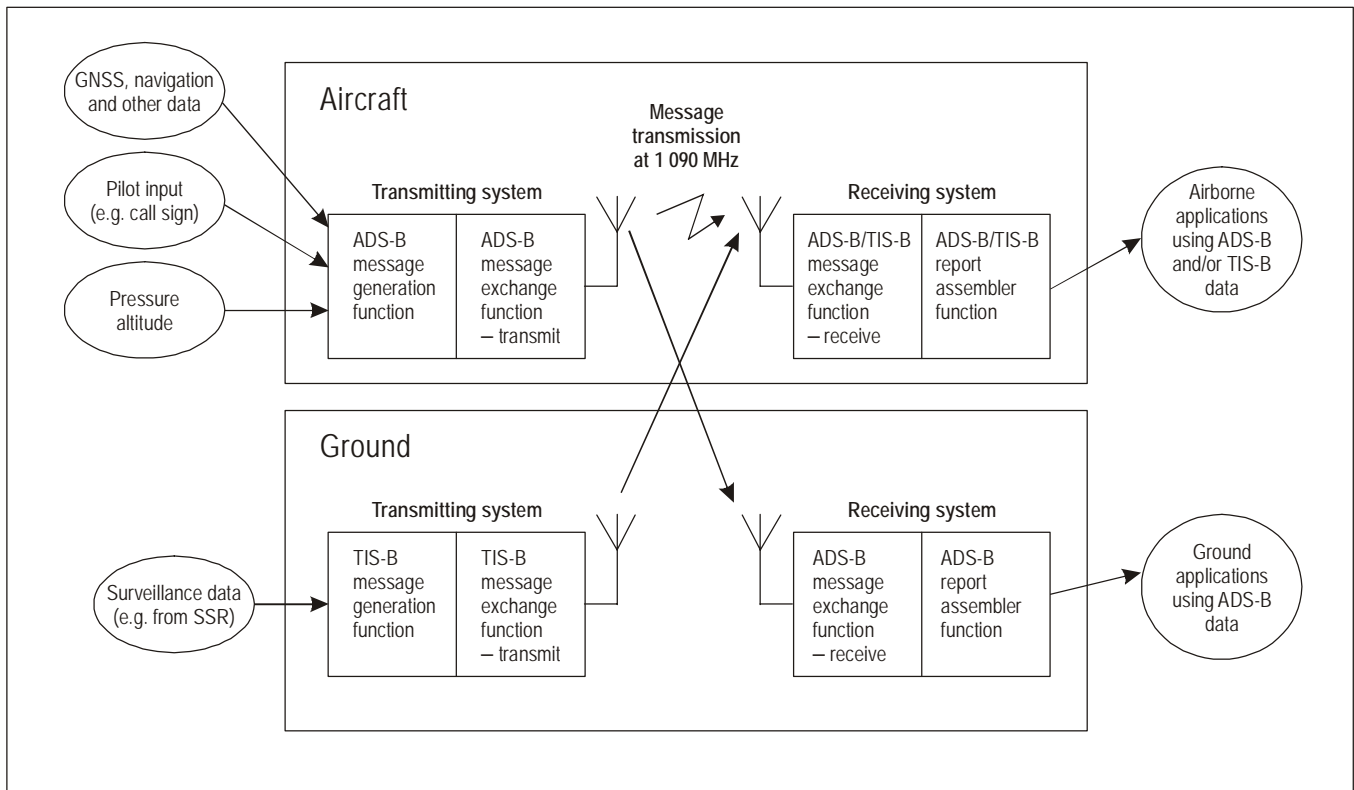 GNSS, navigation
and other data
Pilot input
(e.g. call sign)
Pressure
altitude
Aircraft
Message
transmission
at 1 090 MHz
Transmitting system
ADS-B
message
generation
function
ADS-B
message
exchange
function
– transmit
Receiving system
ADS-B/TIS-B
message
exchange
function
– receive
ADS-B/TIS-B
report
assembler
function
Airborne
applications
using ADS-B
and/or TIS-B
data
Ground
Surveillance data
(e.g. from SSR)
Transmitting system
TIS-B
message
generation
function
TIS-B
message
exchange
function
– transmit
Receiving system
ADS-B
message
exchange
function
– receive
ADS-B
report
assembler
function
Ground
applications
using ADS-B
data